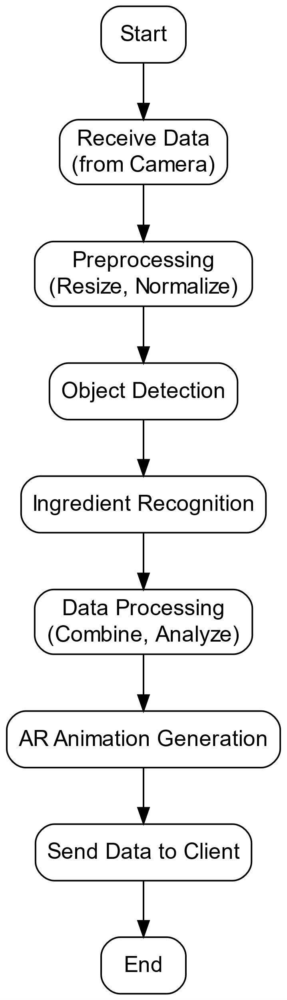 Start
Receive Data
(from Camera)
Preprocessing
(Resize, Normalize)
Object Detection
Ingredient Recognition
Data Processing
(Combine, Analyze)
AR Animation Generation
Send Data to Client
End